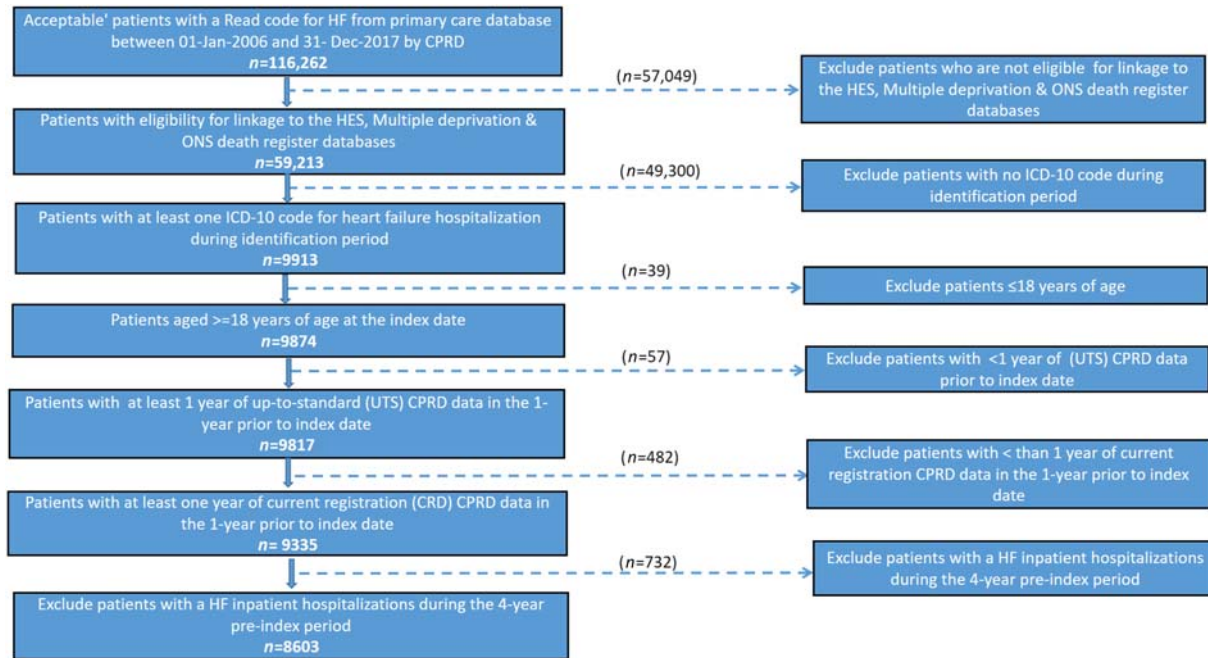 Acceptable' patients with a Read code for HF from primary care database
between 01-Jan-2006 and 31- Dec-2017 by CPRD
n=116,262
(n=57,049)
Exclude patients who are not eligible for linkage to
the HES, Multiple deprivation & ONS death register
databases
Patients with eligibility for linkage to the HES, Multiple deprivation &
ONS death register databases
n=59,213
(n=49,300)
Exclude patients with no ICD-10 code during
identification period
Patients with at least one ICD-10 code for heart failure hospitalization
during identification period
n=9913
(n=39)
Exclude patients ≤18 years of age
Patients aged >=18 years of age at the index date
n=9874
(n=57)
Exclude patients with <1 year of (UTS) CPRD data
prior to index date
Patients with at least 1 year of up-to-standard (UTS) CPRD data in the 1-
year prior to index date
n=9817
(n=482)
Exclude patients with < than 1 year of current
registration CPRD data in the 1-year prior to index
date
Patients with at least one year of current registration (CRD) CPRD data in
the 1-year prior to index date
n= 9335
(n=732)
Exclude patients with a HF inpatient hospitalizations
during the 4-year pre-index period
Exclude patients with a HF inpatient hospitalizations during the 4-year
pre-index period
n=8603